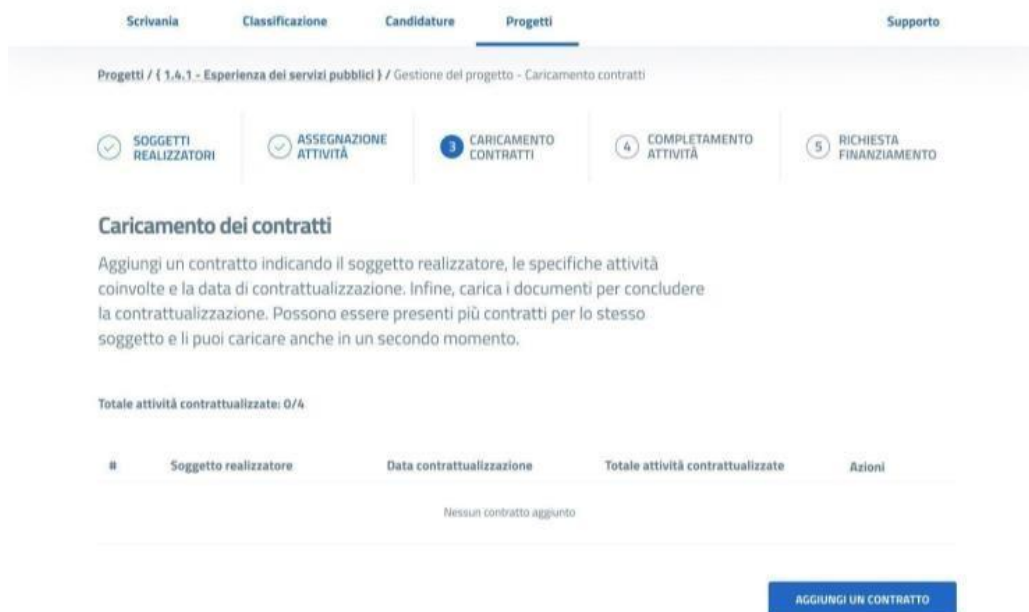 Scrivania Classificazione Candidature Progetti Supporto
Progetti / { 1.4.1 - Esperienza dei servizi pubblici } / Gestione del progetto - Caricamento contratti
SOGGETTI
REALIZZATORI
ASSEGNAZIONE
ATTIVITÀ
3 CARICAMENTO
CONTRATTI
4 COMPLETAMENTO
ATTIVITÀ
5 RICHIESTA
FINANZIAMENTO
Caricamento dei contratti
Aggiungi un contratto indicando il soggetto realizzatore, le specifiche attività
coinvolte e la data di contrattualizzazione. Infine, carica i documenti per concludere
la contrattualizzazione. Possono essere presenti più contratti per lo stesso
soggetto e li puoi caricare anche in un secondo momento.
Totale attività contrattualizzate: 0/4
# Soggetto realizzatore Data contrattualizzazione Totale attività contrattualizzate Azioni
Nessun contratto aggiunto
AGGIUNGI UN CONTRATTO